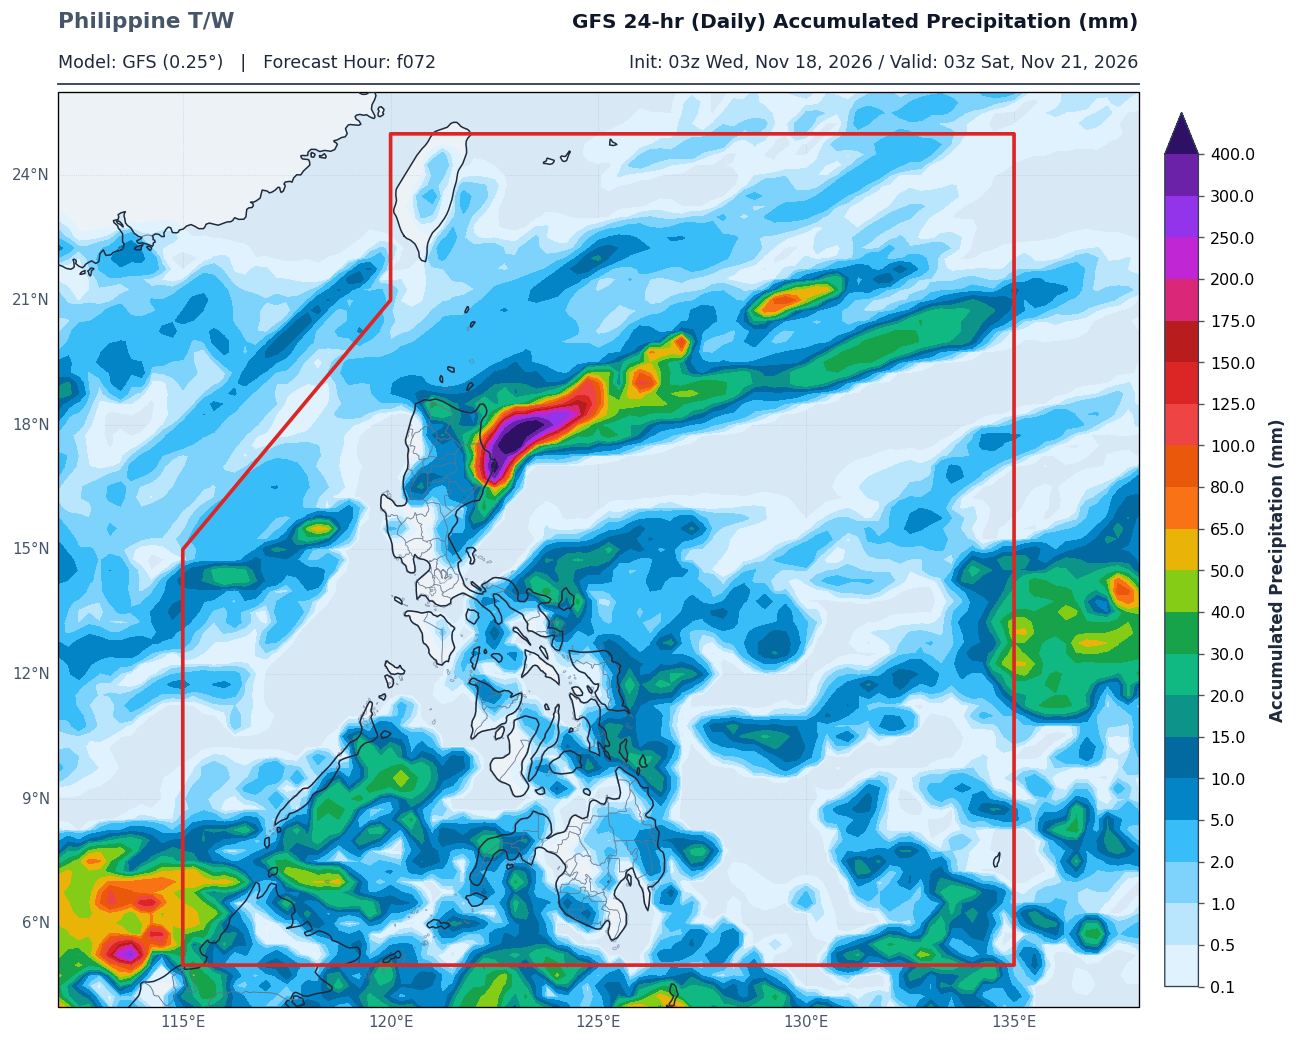 Philippine T/W
GFS 24-hr (Daily) Accumulated Precipitation (mm)
Model: GFS (0.25°)   |   Forecast Hour: f072
Init: 03z Wed, Nov 18, 2026 / Valid: 03z Sat, Nov 21, 2026
24°N
21°N
18°N
15°N
12°N
9°N
6°N
115°E
120°E
125°E
130°E
135°E
400.0
300.0
250.0
200.0
175.0
150.0
125.0
100.0
80.0
65.0
50.0
40.0
30.0
20.0
15.0
10.0
5.0
2.0
1.0
0.5
0.1
Accumulated Precipitation (mm)